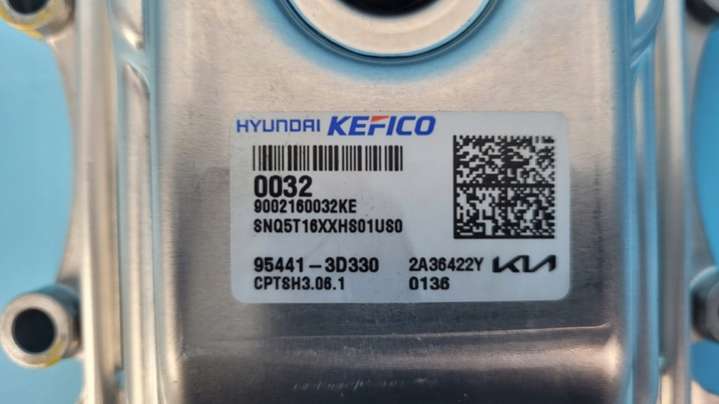 HYUNDAI KEFICO
0032
9002160032KE
SNQ5T16XXHS01US0
95441-3D330 2A36422Y KIA
CPTSH3.06.1 0136